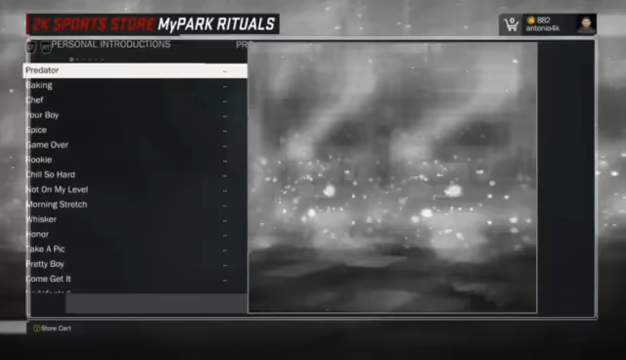 2K SPORTS STORE MyPARK RITUALS
0
882
antonio4k
PERSONAL INTRODUCTIONS
PR
Predator --
Baking
Chef --
Your Boy --
Spice --
Game Over --
Rookie --
Chill So Hard --
Not On My Level --
Morning Stretch --
Whisker --
Honor --
Take A Pic --
Pretty Boy --
Come Get It --
Store Cart